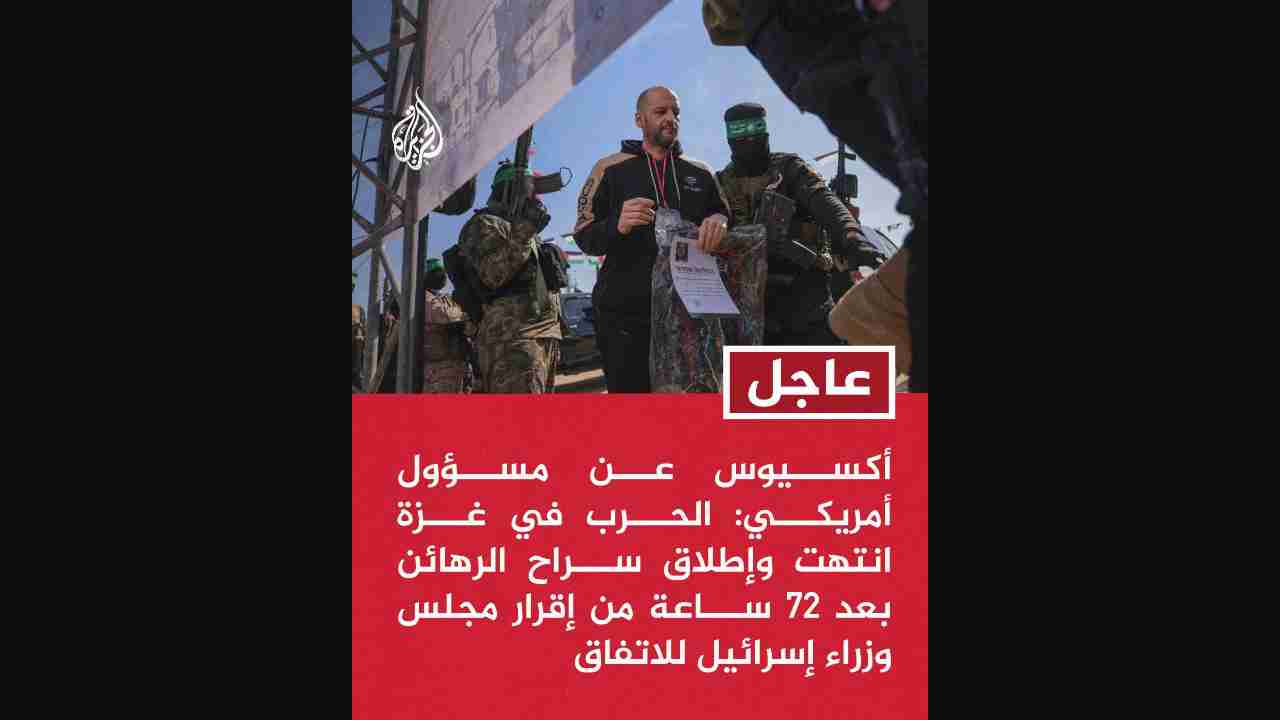 الجزيرة
عاجل
أكسيوس عن مسؤول
أمريكي: الحرب في غزة
انتهت وإطلاق سراح الرهائن
بعد 72 ساعة من إقرار مجلس
وزراء إسرائيل للاتفاق